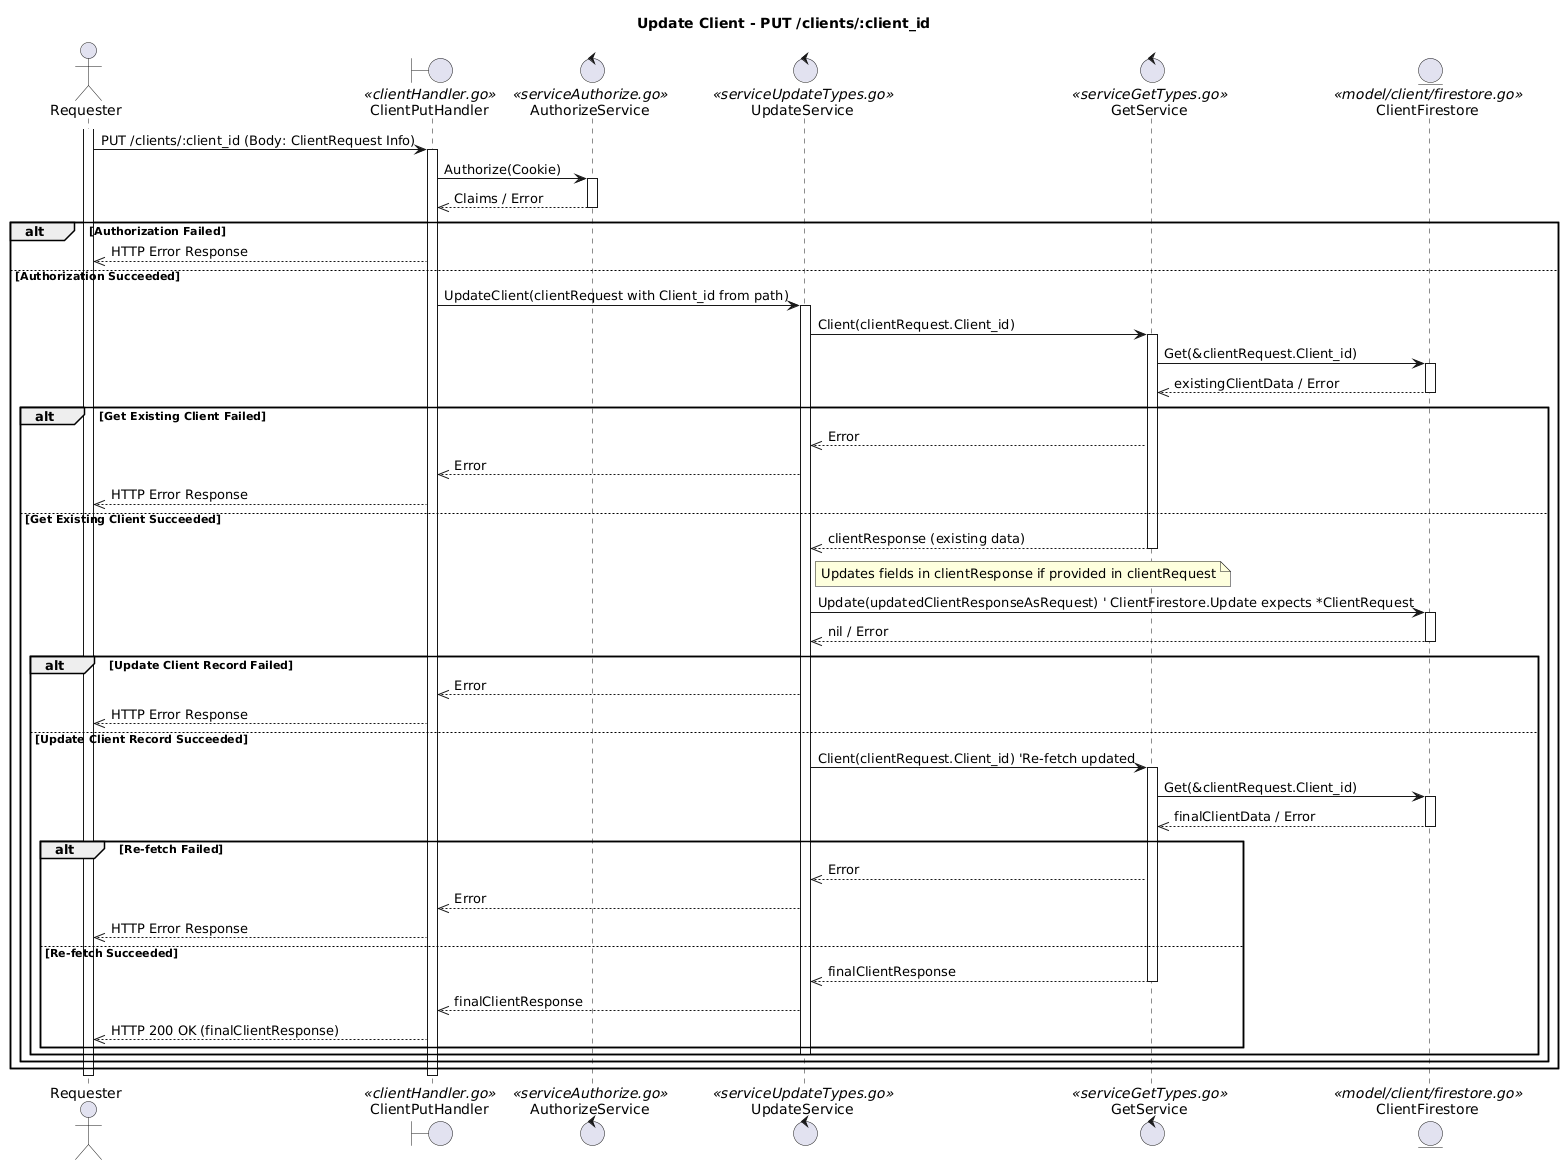 Update Client - PUT /clients/:client_id
Requester
«clientHandler.go»
ClientPutHandler
«serviceAuthorize.go»
AuthorizeService
«serviceUpdateTypes.go»
UpdateService
«serviceGetTypes.go»
GetService
«model/client/firestore.go»
ClientFirestore
PUT /clients/:client_id (Body: ClientRequest Info)
Authorize(Cookie)
Claims / Error
alt [Authorization Failed]
HTTP Error Response
[Authorization Succeeded]
UpdateClient(clientRequest with Client_id from path)
Client(clientRequest.Client_id)
Get(&clientRequest.Client_id)
existingClientData / Error
alt [Get Existing Client Failed]
Error
Error
HTTP Error Response
[Get Existing Client Succeeded]
clientResponse (existing data)
Updates fields in clientResponse if provided in clientRequest
Update(updatedClientResponseAsRequest) ' ClientFirestore.Update expects *ClientRequest
nil / Error
alt [Update Client Record Failed]
Error
HTTP Error Response
[Update Client Record Succeeded]
Client(clientRequest.Client_id) 'Re-fetch updated
Get(&clientRequest.Client_id)
finalClientData / Error
alt [Re-fetch Failed]
Error
Error
HTTP Error Response
[Re-fetch Succeeded]
finalClientResponse
finalClientResponse
HTTP 200 OK (finalClientResponse)
Requester
«clientHandler.go»
ClientPutHandler
«serviceAuthorize.go»
AuthorizeService
«serviceUpdateTypes.go»
UpdateService
«serviceGetTypes.go»
GetService
«model/client/firestore.go»
ClientFirestore